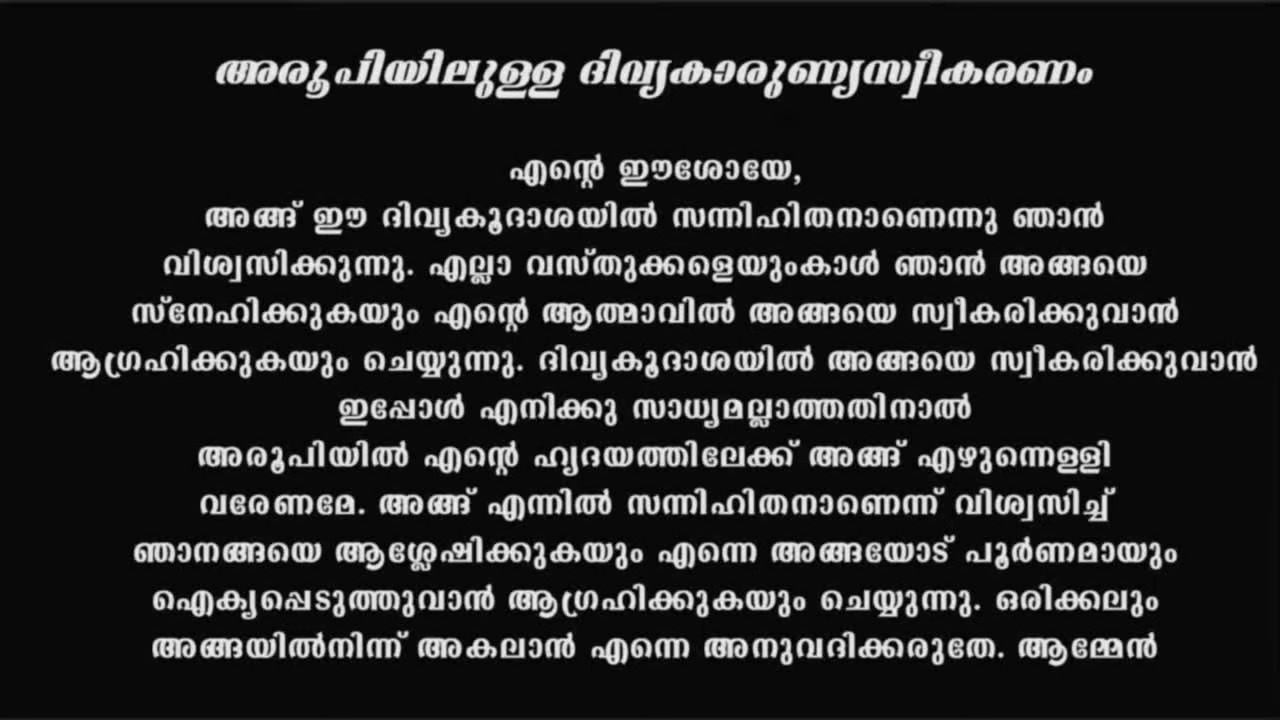 അരൂപിയിലുള്ള ദിവ്യകാരുണ്യസ്വീകരണം
എന്റെ ഈശോയേ,
അങ്ങ് ഈ ദിവ്യകൂദാശയിൽ സന്നിഹിതനാണെന്നു ഞാൻ
വിശ്വസിക്കുന്നു. എല്ലാ വസ്തുക്കളെയുംകാൾ ഞാൻ അങ്ങയെ
സ്നേഹിക്കുകയും എന്റെ ആത്മാവിൽ അങ്ങയെ സ്വീകരിക്കുവാൻ
ആഗ്രഹിക്കുകയും ചെയ്യുന്നു. ദിവ്യകൂദാശയിൽ അങ്ങയെ സ്വീകരിക്കുവാൻ
ഇപ്പോൾ എനിക്കു സാധ്യമല്ലാത്തതിനാൽ
അരൂപിയിൽ എന്റെ ഹൃദയത്തിലേക്ക് അങ്ങ് എഴുന്നെള്ളി
വരേണമേ. അങ്ങ് എന്നിൽ സന്നിഹിതനാണെന്ന് വിശ്വസിച്ച്
ഞാനങ്ങയെ ആശ്ലേഷിക്കുകയും എന്നെ അങ്ങയോട് പൂർണമായും
ഐക്യപ്പെടുത്തുവാൻ ആഗ്രഹിക്കുകയും ചെയ്യുന്നു. ഒരിക്കലും
അങ്ങയിൽനിന്ന് അകലാൻ എന്നെ അനുവദിക്കരുതേ. ആമ്മേൻ